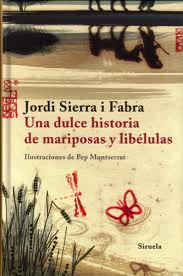 Jordi Sierra i Fabra
Una dulce historia
de mariposas y libélulas
Ilustraciones de Pep Montserrat
Siruela